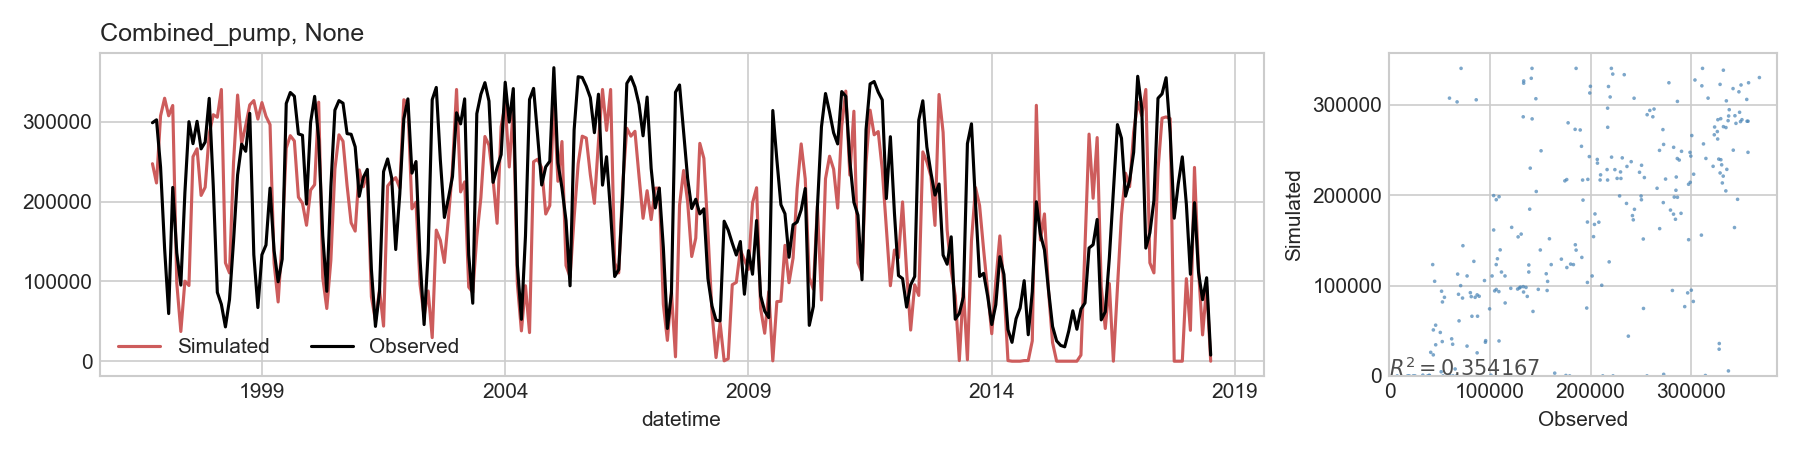 Combined_pump, None
300000
200000
100000
0
Simulated
Observed
1999
2004
2009
2014
2019
datetime
Simulated
300000
200000
100000
0
R² = 0.354167
0
100000
200000
300000
Observed